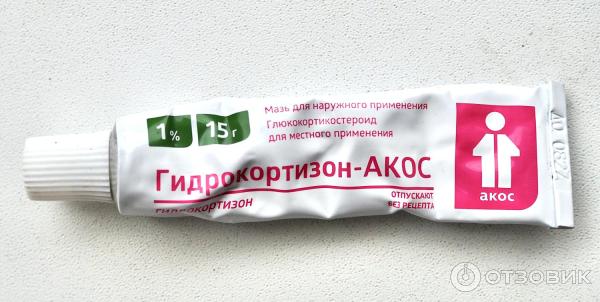 1% 15 г
Мазь для наружного применения
Глюкокортикостероид
для местного применения
Гидрокортизон-АКОС
гидрокортизон
ОТПУСКАЮТ
БЕЗ РЕЦЕПТА
акос
ОТЗОВИК